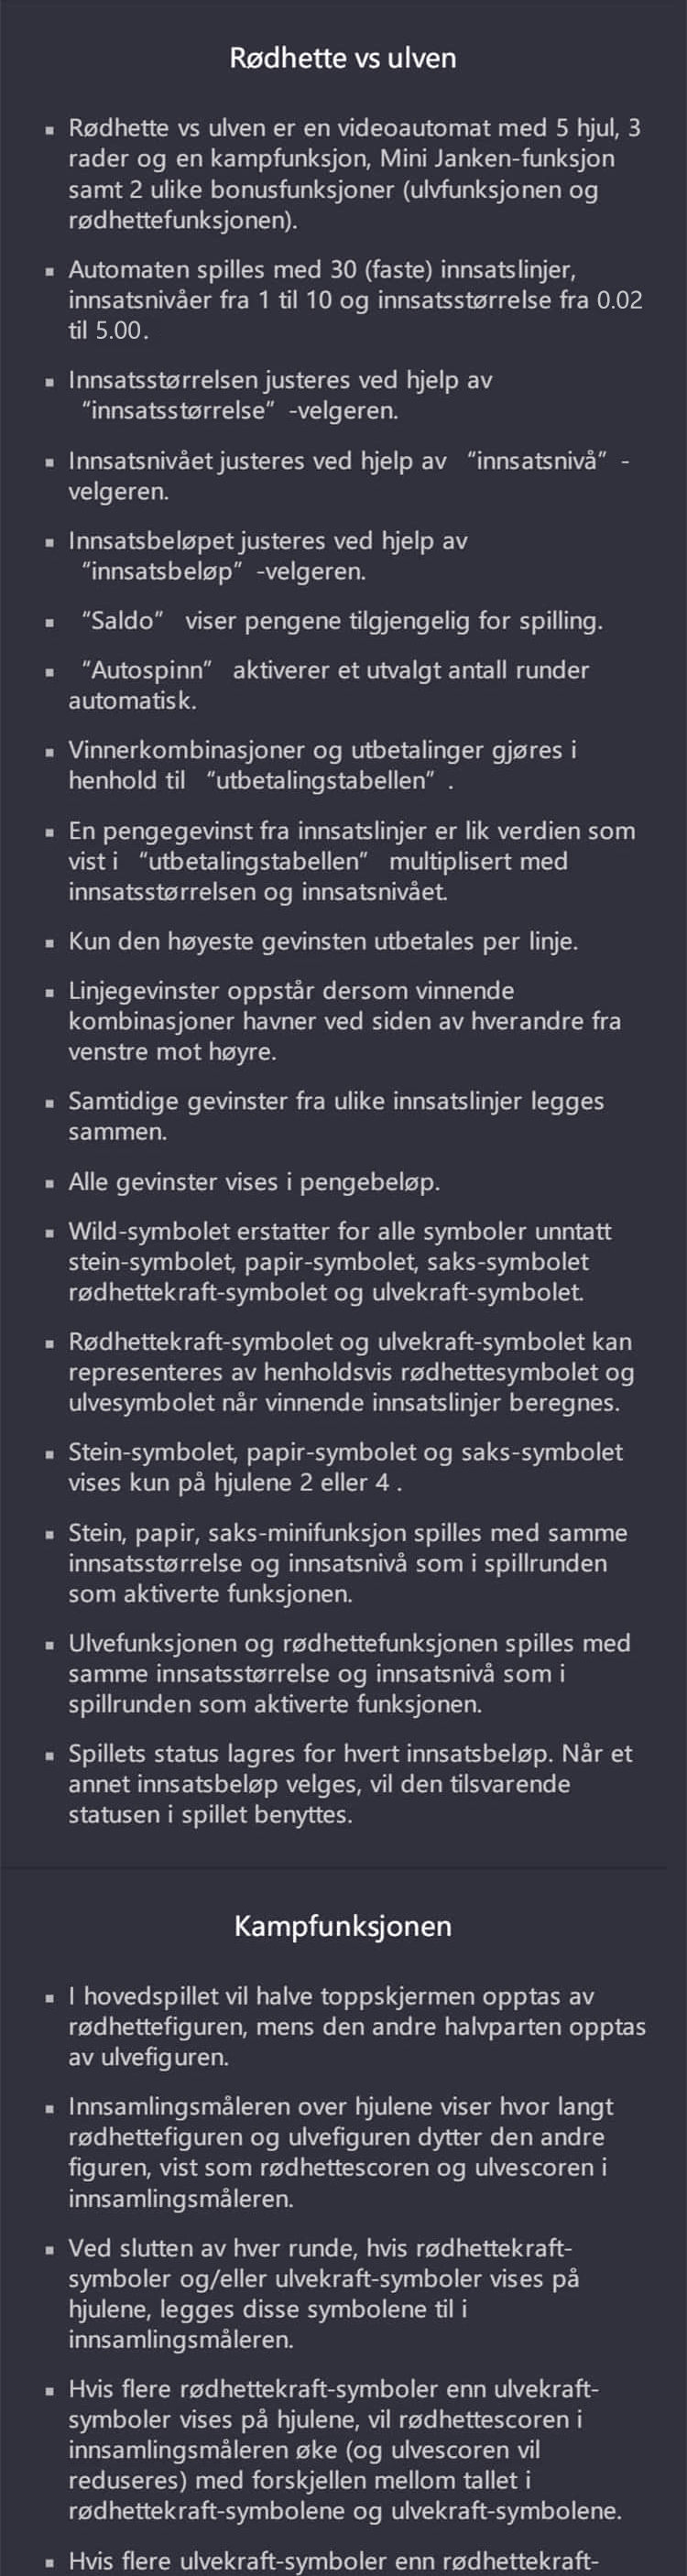 Rødhette vs ulven
▪ Rødhette vs ulven er en videoautomat med 5 hjul, 3
rader og en kampfunksjon, Mini Janken-funksjon
samt 2 ulike bonusfunksjoner (ulvfunksjonen og
rødhettefunksjonen).
▪ Automaten spilles med 30 (faste) innsatslinjer,
innsatsnivåer fra 1 til 10 og innsatsstørrelse fra 0.02
til 5.00.
▪ Innsatsstørrelsen justeres ved hjelp av
“innsatsstørrelse” -velgeren.
▪ Innsatsnivået justeres ved hjelp av “innsatsnivå” -
velgeren.
▪ Innsatsbeløpet justeres ved hjelp av
“innsatsbeløp” -velgeren.
▪ “Saldo” viser pengene tilgjengelig for spilling.
▪ “Autospinn” aktiverer et utvalgt antall runder
automatisk.
▪ Vinnerkombinasjoner og utbetalinger gjøres i
henhold til “utbetalingstabellen” .
▪ En pengegevinst fra innsatslinjer er lik verdien som
vist i “utbetalingstabellen” multiplisert med
innsatsstørrelsen og innsatsnivået.
▪ Kun den høyeste gevinsten utbetales per linje.
▪ Linjegevinster oppstår dersom vinnende
kombinasjoner havner ved siden av hverandre fra
venstre mot høyre.
▪ Samtidige gevinster fra ulike innsatslinjer legges
sammen.
▪ Alle gevinster vises i pengebeløp.
▪ Wild-symbolet erstatter for alle symboler unntatt
stein-symbolet, papir-symbolet, saks-symbolet
rødhettekraft-symbolet og ulvekraft-symbolet.
▪ Rødhettekraft-symbolet og ulvekraft-symbolet kan
representeres av henholdsvis rødhettesymbolet og
ulvesymbolet når vinnende innsatslinjer beregnes.
▪ Stein-symbolet, papir-symbolet og saks-symbolet
vises kun på hjulene 2 eller 4 .
▪ Stein, papir, saks-minifunksjon spilles med samme
innsatsstørrelse og innsatsnivå som i spillrunden
som aktiverte funksjonen.
▪ Ulvefunksjonen og rødhettefunksjonen spilles med
samme innsatsstørrelse og innsatsnivå som i
spillrunden som aktiverte funksjonen.
▪ Spillets status lagres for hvert innsatsbeløp. Når et
annet innsatsbeløp velges, vil den tilsvarende
statusen i spillet benyttes.
Kampfunksjonen
▪ I hovedspillet vil halve toppskjermen opptas av
rødhettefiguren, mens den andre halvparten opptas
av ulvefiguren.
▪ Innsamlingsmåleren over hjulene viser hvor langt
rødhettefiguren og ulvefiguren dytter den andre
figuren, vist som rødhettescoren og ulvescoren i
innsamlingsmåleren.
▪ Ved slutten av hver runde, hvis rødhettekraft-
symboler og/eller ulvekraft-symboler vises på
hjulene, legges disse symbolene til i
innsamlingsmåleren.
▪ Hvis flere rødhettekraft-symboler enn ulvekraft-
symboler vises på hjulene, vil rødhettescoren i
innsamlingsmåleren øke (og ulvescoren vil
reduseres) med forskjellen mellom tallet i
rødhettekraft-symbolene og ulvekraft-symbolene.
▪ Hvis flere ulvekraft-symboler enn rødhettekraft-